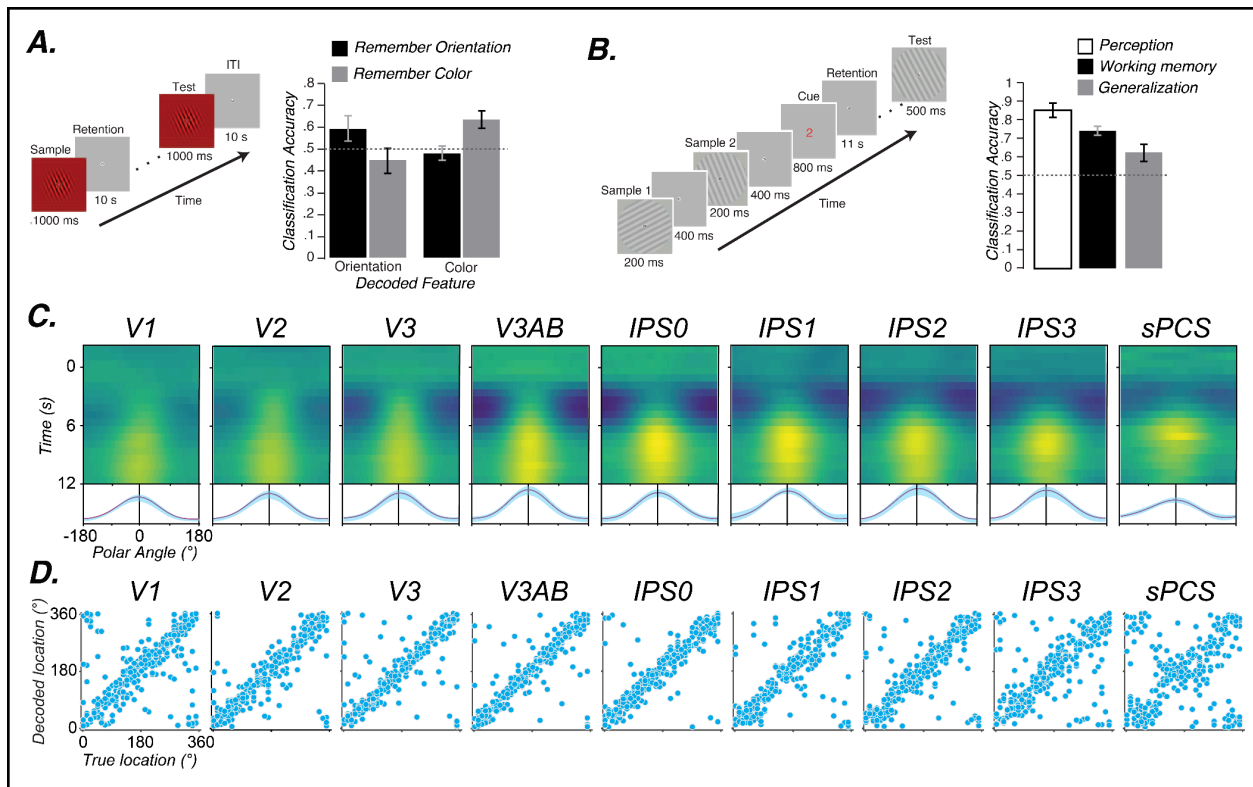 A.
Sample
1000 ms
Retention
10 s
Test
1000 ms
ITI
10 s
Time
Remember Orientation
Remember Color
Classification Accuracy
.8
.7
.6
.5
.4
.3
.2
.1
0
Orientation
Color
Decoded Feature
B.
Sample 1
200 ms
400 ms
Sample 2
200 ms
400 ms
Cue
2
800 ms
Retention
11 s
Test
500 ms
Time
Perception
Working memory
Generalization
Classification Accuracy
1
.9
.8
.7
.6
.5
.4
.3
.2
.1
0
C.
V1 V2 V3 V3AB IPS0 IPS1 IPS2 IPS3 sPCS
Time (s)
0
6
12
-180 0 180
Polar Angle (°)
D.
V1 V2 V3 V3AB IPS0 IPS1 IPS2 IPS3 sPCS
Decoded location (°)
360
180
0
0 180 360
True location (°)